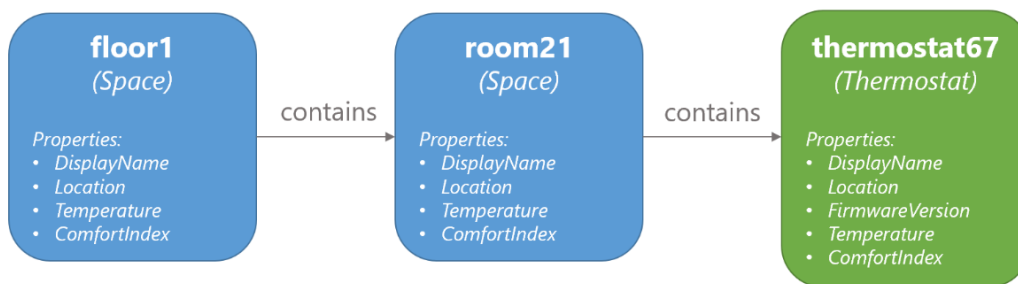 floor1
(Space)
Properties:
• DisplayName
• Location
• Temperature
• ComfortIndex
contains
room21
(Space)
Properties:
• DisplayName
• Location
• Temperature
• ComfortIndex
contains
thermostat67
(Thermostat)
Properties:
• DisplayName
• Location
• FirmwareVersion
• Temperature
• ComfortIndex